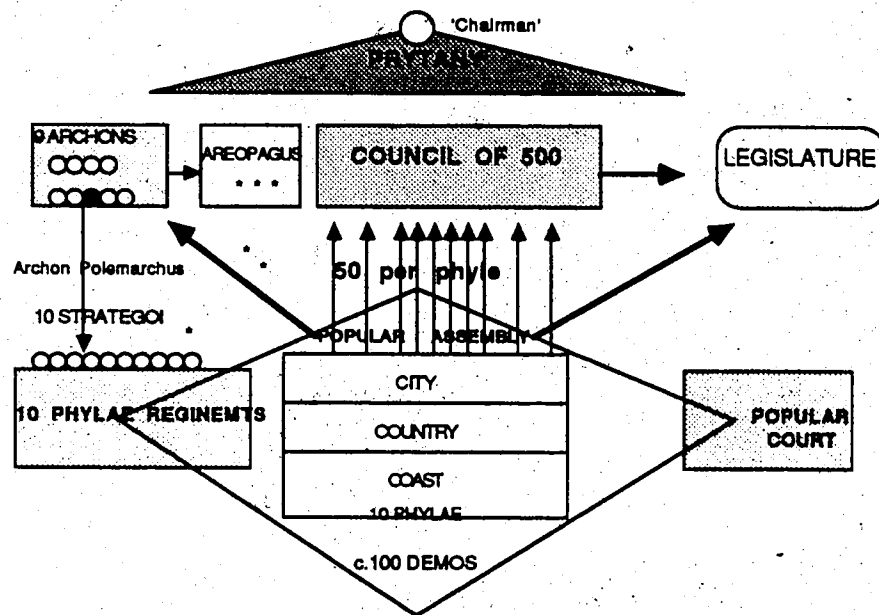 'Chairman'
PRYTANY
9 ARCHONS
AREOPAGUS
* * *
COUNCIL OF 500
LEGISLATURE
*
*
Archon Polemarchus
50 per phyle
10 STRATEGOI *
POPULAR ASSEMBLY
CITY
10 PHYLAE REGINEMTS
POPULAR
COURT
COUNTRY
COAST
10 PHYLAE
c.100 DEMOS